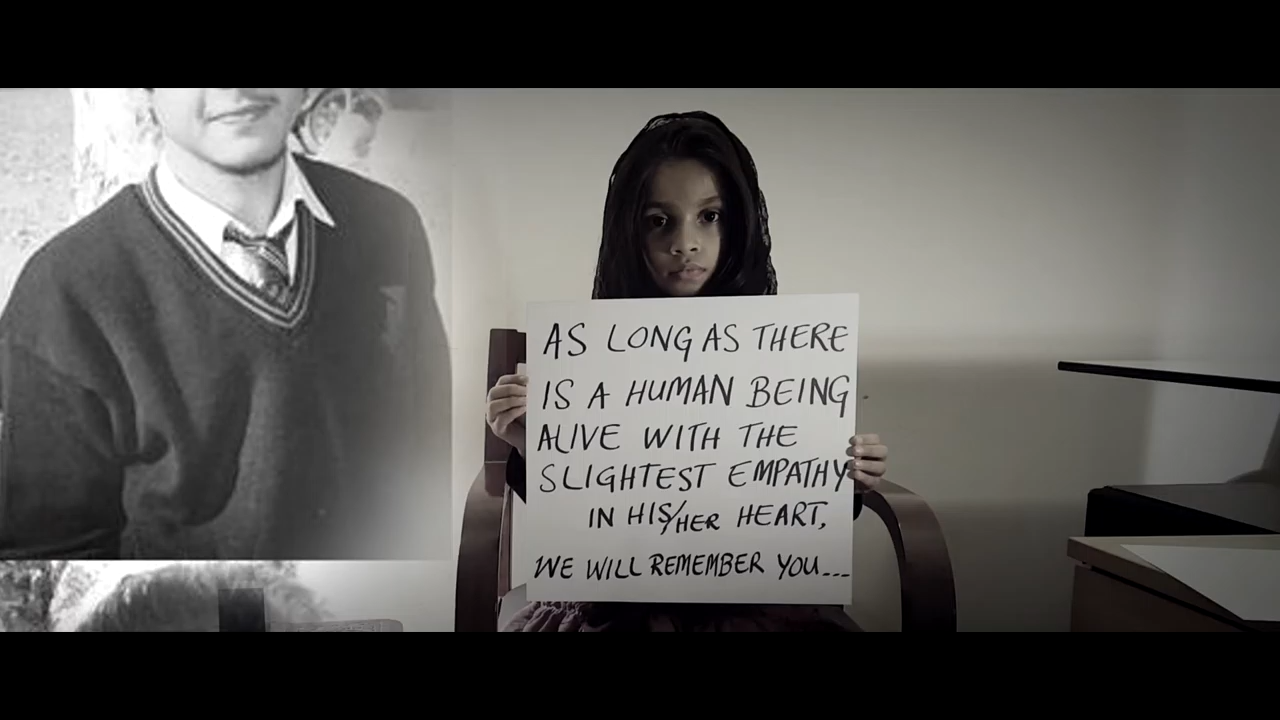 AS LONG AS THERE
IS A HUMAN BEING
ALIVE WITH THE
SLIGHTEST EMPATHY
IN HIS/HER HEART,
WE WILL REMEMBER YOU...